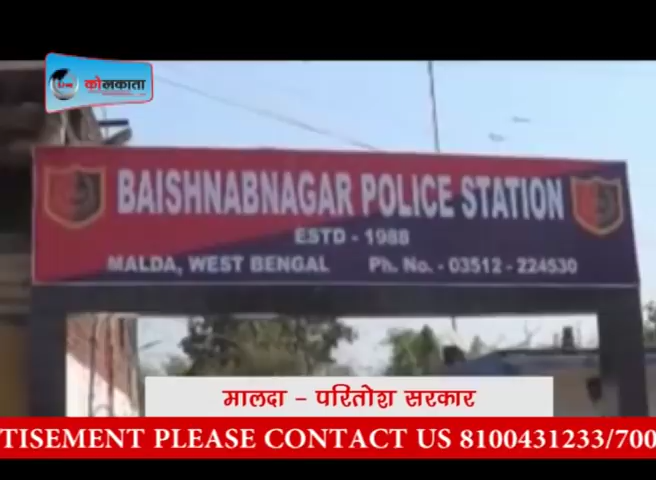 कोलकाता
BAISHNABNAGAR POLICE STATION
ESTD - 1988
MALDA, WEST BENGAL Ph. No. - 03512 - 224530
मालदा - परितोश सरकार
TISEMENT PLEASE CONTACT US 8100431233/700